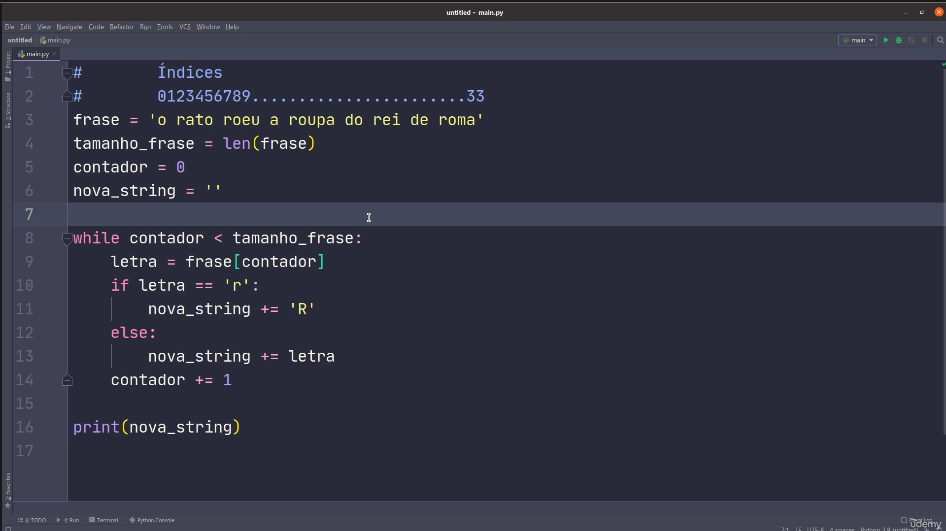 untitled – main.py
File Edit View Navigate Code Refactor Run Tools VCS Window Help
untitled main.py main
main.py
1: Project
1 # Índices
2 # 0123456789.......................33
3 frase = 'o rato roeu a roupa do rei de roma'
4 tamanho_frase = len(frase)
5 contador = 0
6 nova_string = ''
7
8 while contador < tamanho_frase:
9 letra = frase[contador]
10 if letra == 'r':
11 nova_string += 'R'
12 else:
13 nova_string += letra
14 contador += 1
15
16 print(nova_string)
17
Structure
2: Favorites
6: TODO 4: Run Terminal Python Console
udemy